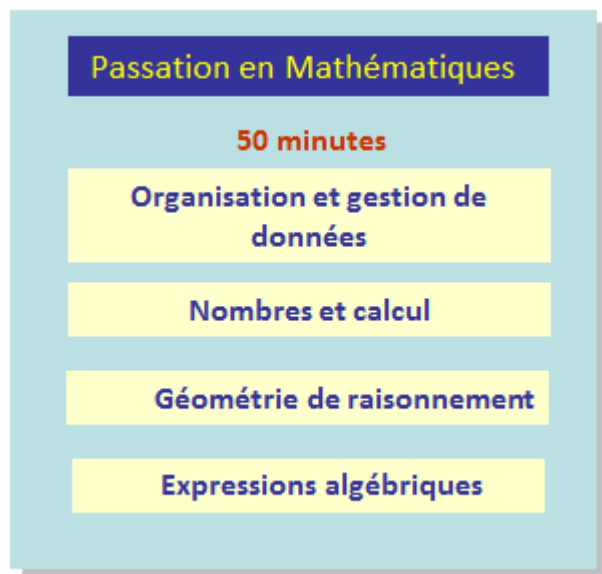 Passation en Mathématiques
50 minutes
Organisation et gestion de
données
Nombres et calcul
Géométrie de raisonnement
Expressions algébriques